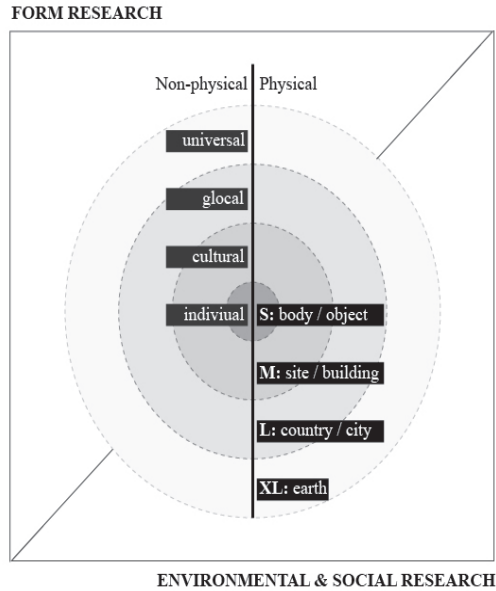 FORM RESEARCH
Non-physical Physical
universal
glocal
cultural
indiviual S: body / object
M: site / building
L: country / city
XL: earth
ENVIRONMENTAL & SOCIAL RESEARCH